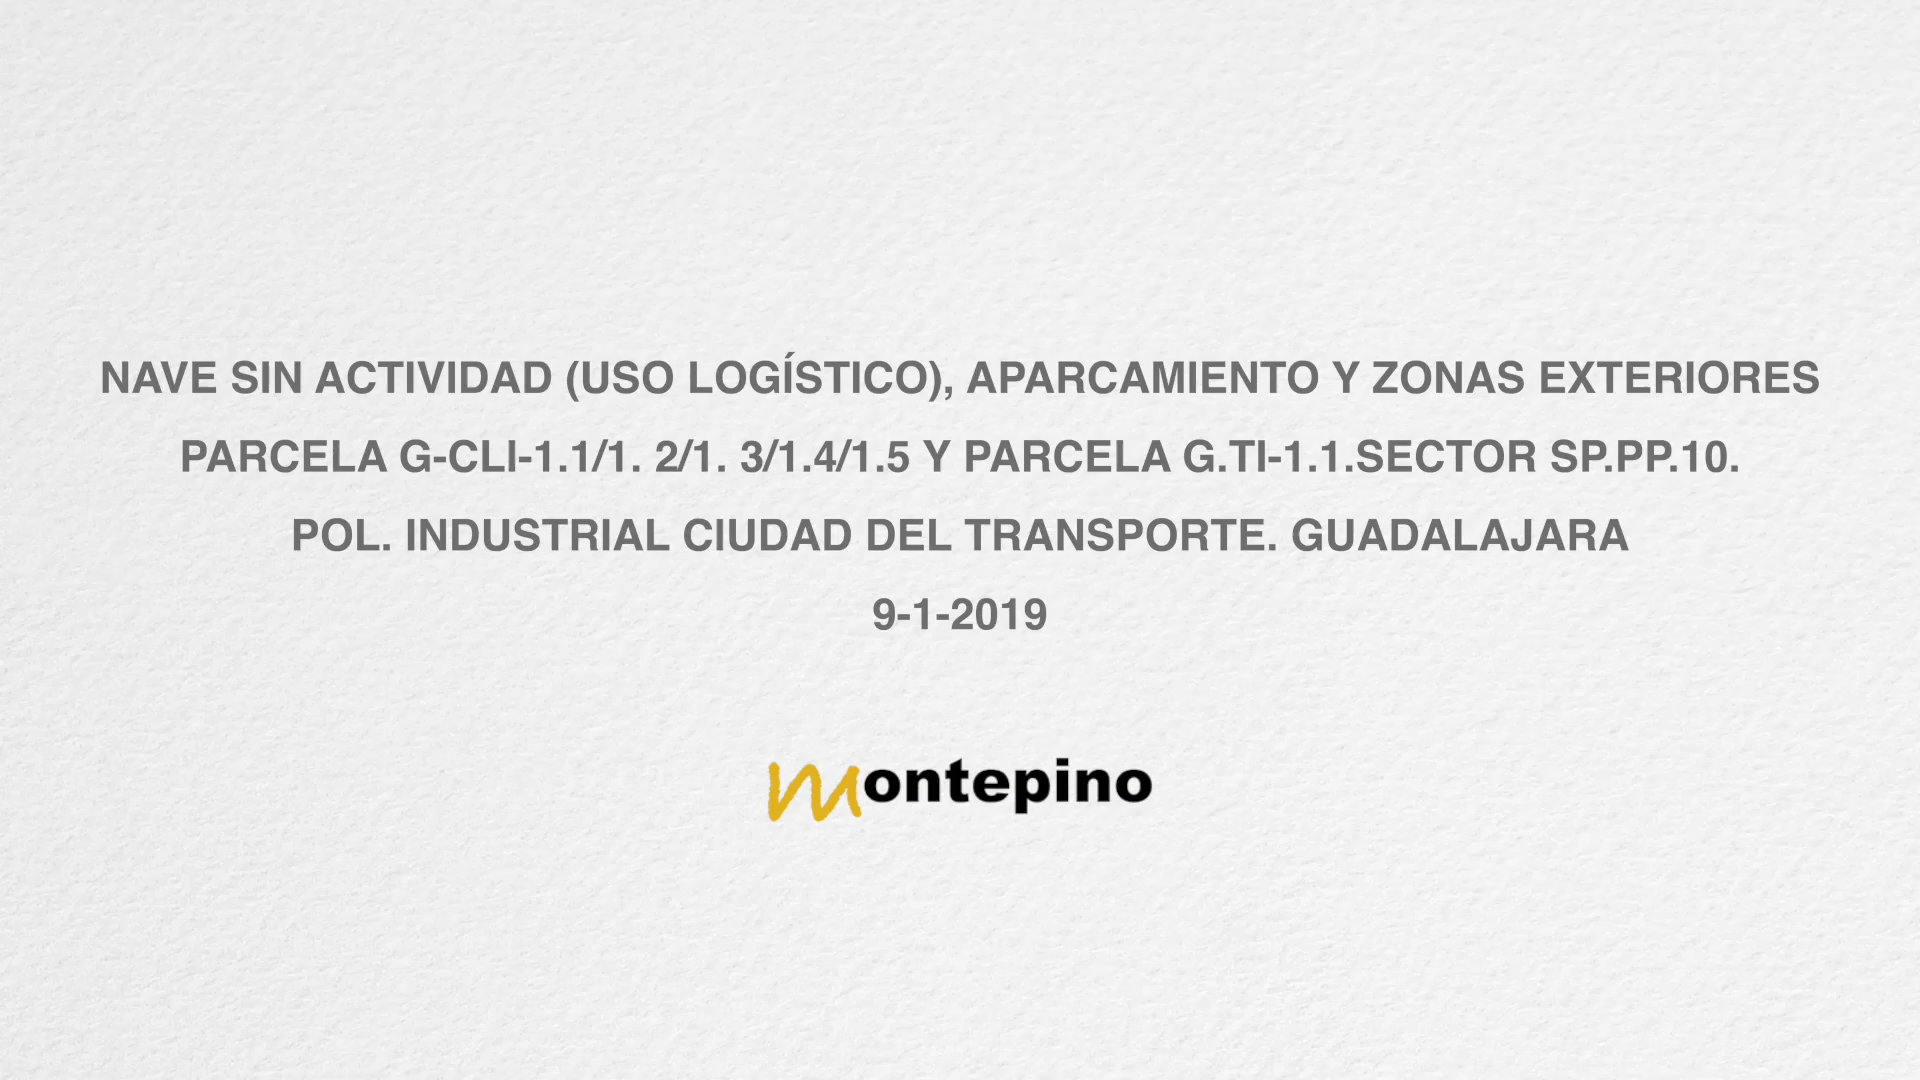 NAVE SIN ACTIVIDAD (USO LOGÍSTICO), APARCAMIENTO Y ZONAS EXTERIORES
PARCELA G-CLI-1.1/1. 2/1. 3/1.4/1.5 Y PARCELA G.TI-1.1.SECTOR SP.PP.10.
POL. INDUSTRIAL CIUDAD DEL TRANSPORTE. GUADALAJARA
9-1-2019
montepino